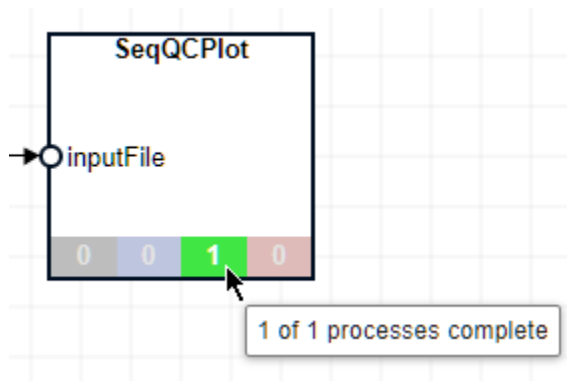 SeqQCPlot
inputFile
0 0 1 0
1 of 1 processes complete